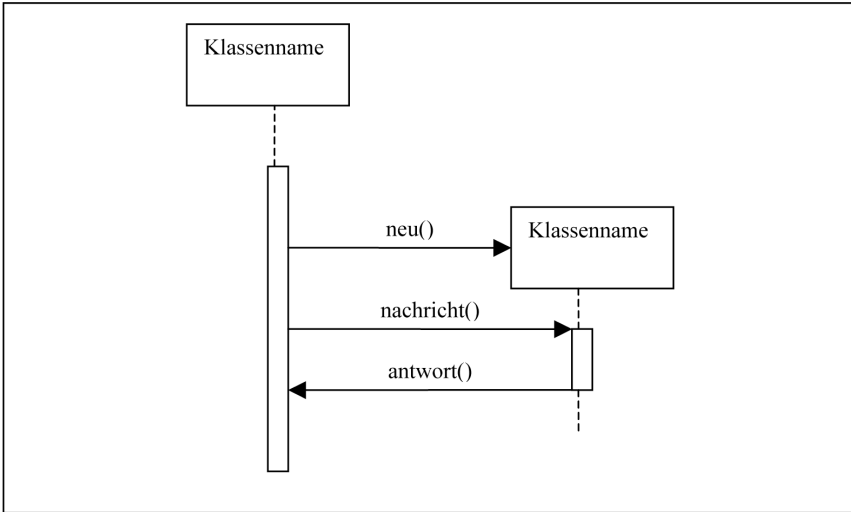 Klassenname
neu()
Klassenname
nachricht()
antwort()